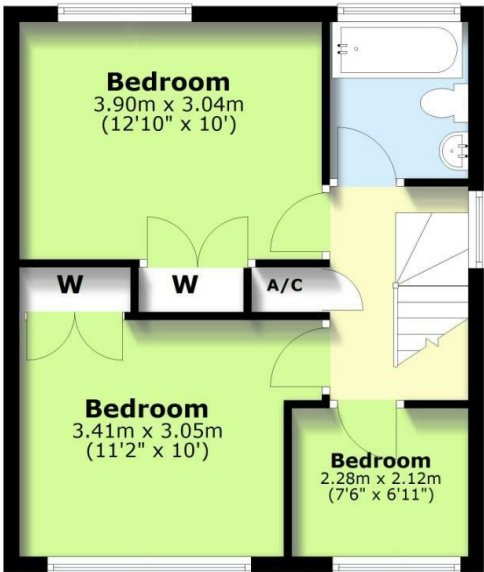 Bedroom
3.90m x 3.04m
(12'10" x 10')
W
W
A/C
Bedroom
3.41m x 3.05m
(11'2" x 10')
Bedroom
2.28m x 2.12m
(7'6" x 6'11")